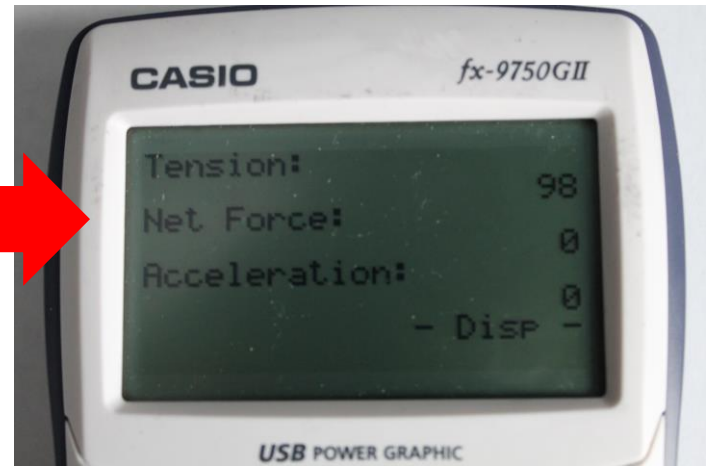 CASIO fx-9750GII
Tension:
98
Net Force:
0
Acceleration:
0
- Disp -
USB POWER GRAPHIC